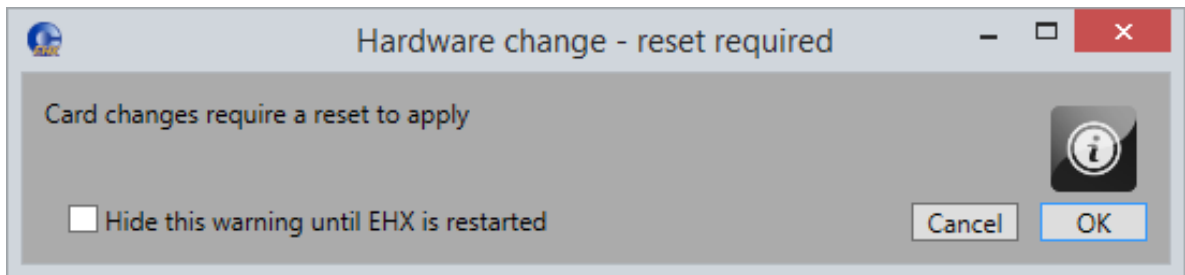 Hardware change - reset required
Card changes require a reset to apply
Hide this warning until EHX is restarted
Cancel OK